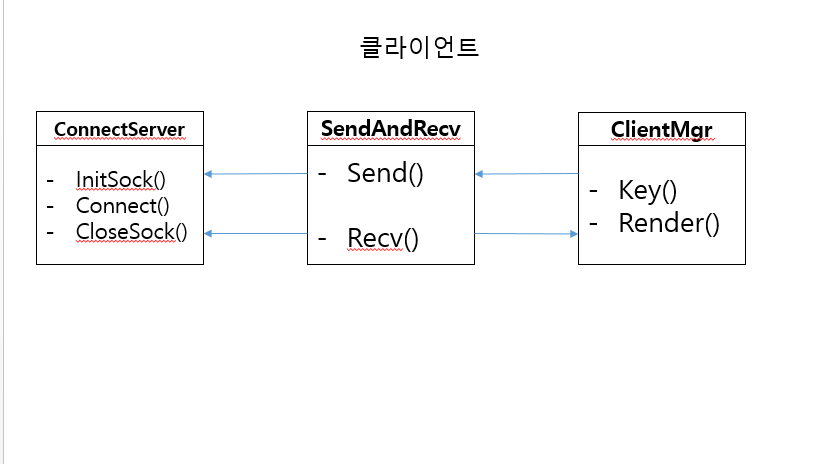 클라이언트
ConnectServer
- InitSock()
- Connect()
- CloseSock()
SendAndRecv
- Send()
- Recv()
ClientMgr
- Key()
- Render()